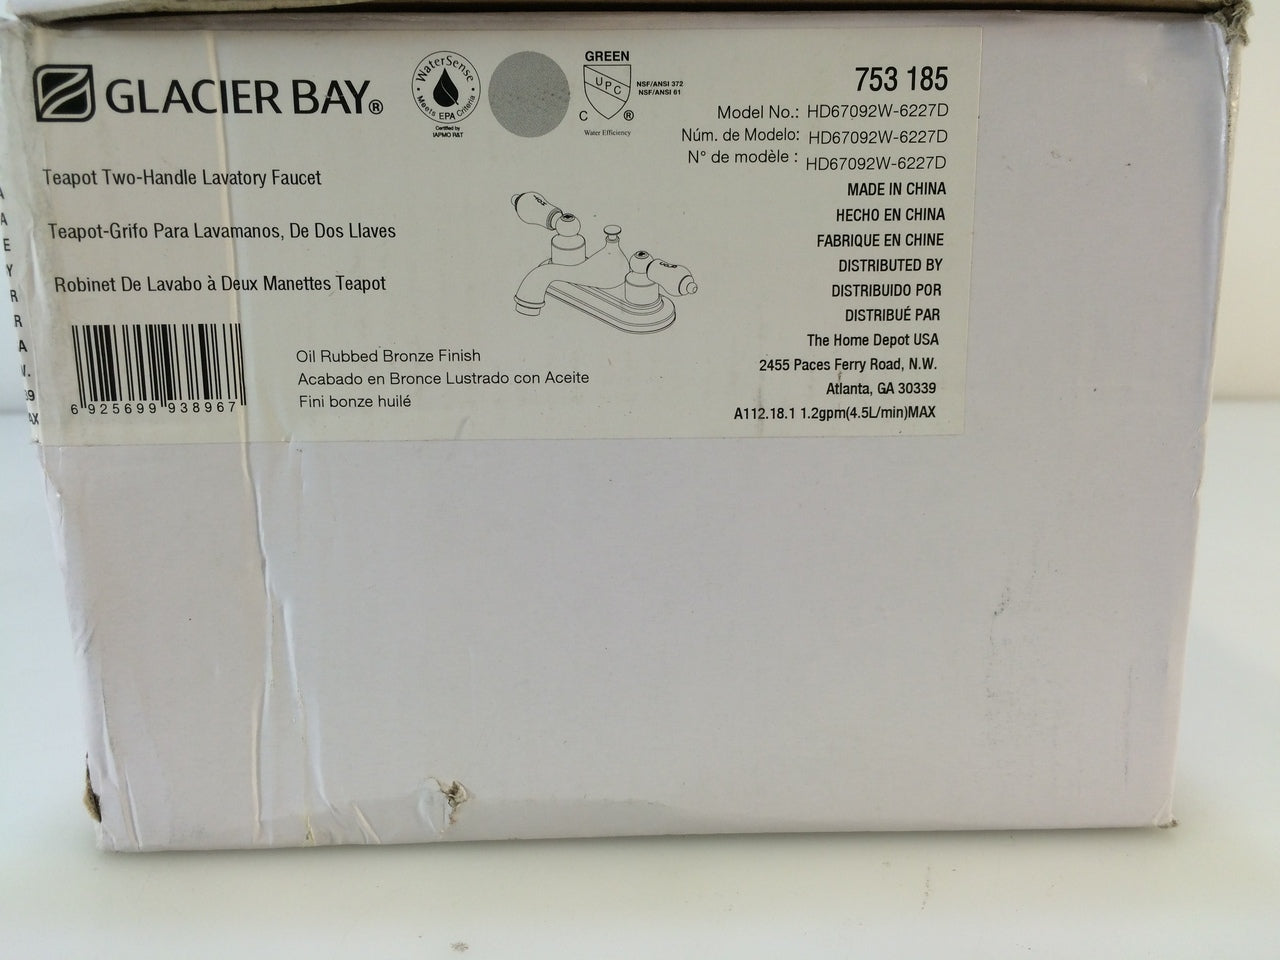 GLACIER BAY®
WaterSense
Meets EPA Criteria
Certified by
IAPMO R&T
GREEN
UPC
C ®
Water Efficiency
NSF/ANSI 372
NSF/ANSI 61
753 185
Model No.: HD67092W-6227D
Núm. de Modelo: HD67092W-6227D
N° de modèle : HD67092W-6227D
MADE IN CHINA
HECHO EN CHINA
FABRIQUE EN CHINE
DISTRIBUTED BY
DISTRIBUIDO POR
DISTRIBUÉ PAR
The Home Depot USA
2455 Paces Ferry Road, N.W.
Atlanta, GA 30339
A112.18.1 1.2gpm(4.5L/min)MAX
Teapot Two-Handle Lavatory Faucet
Teapot-Grifo Para Lavamanos, De Dos Llaves
Robinet De Lavabo à Deux Manettes Teapot
6 925699 938967
Oil Rubbed Bronze Finish
Acabado en Bronce Lustrado con Aceite
Fini bonze huilé